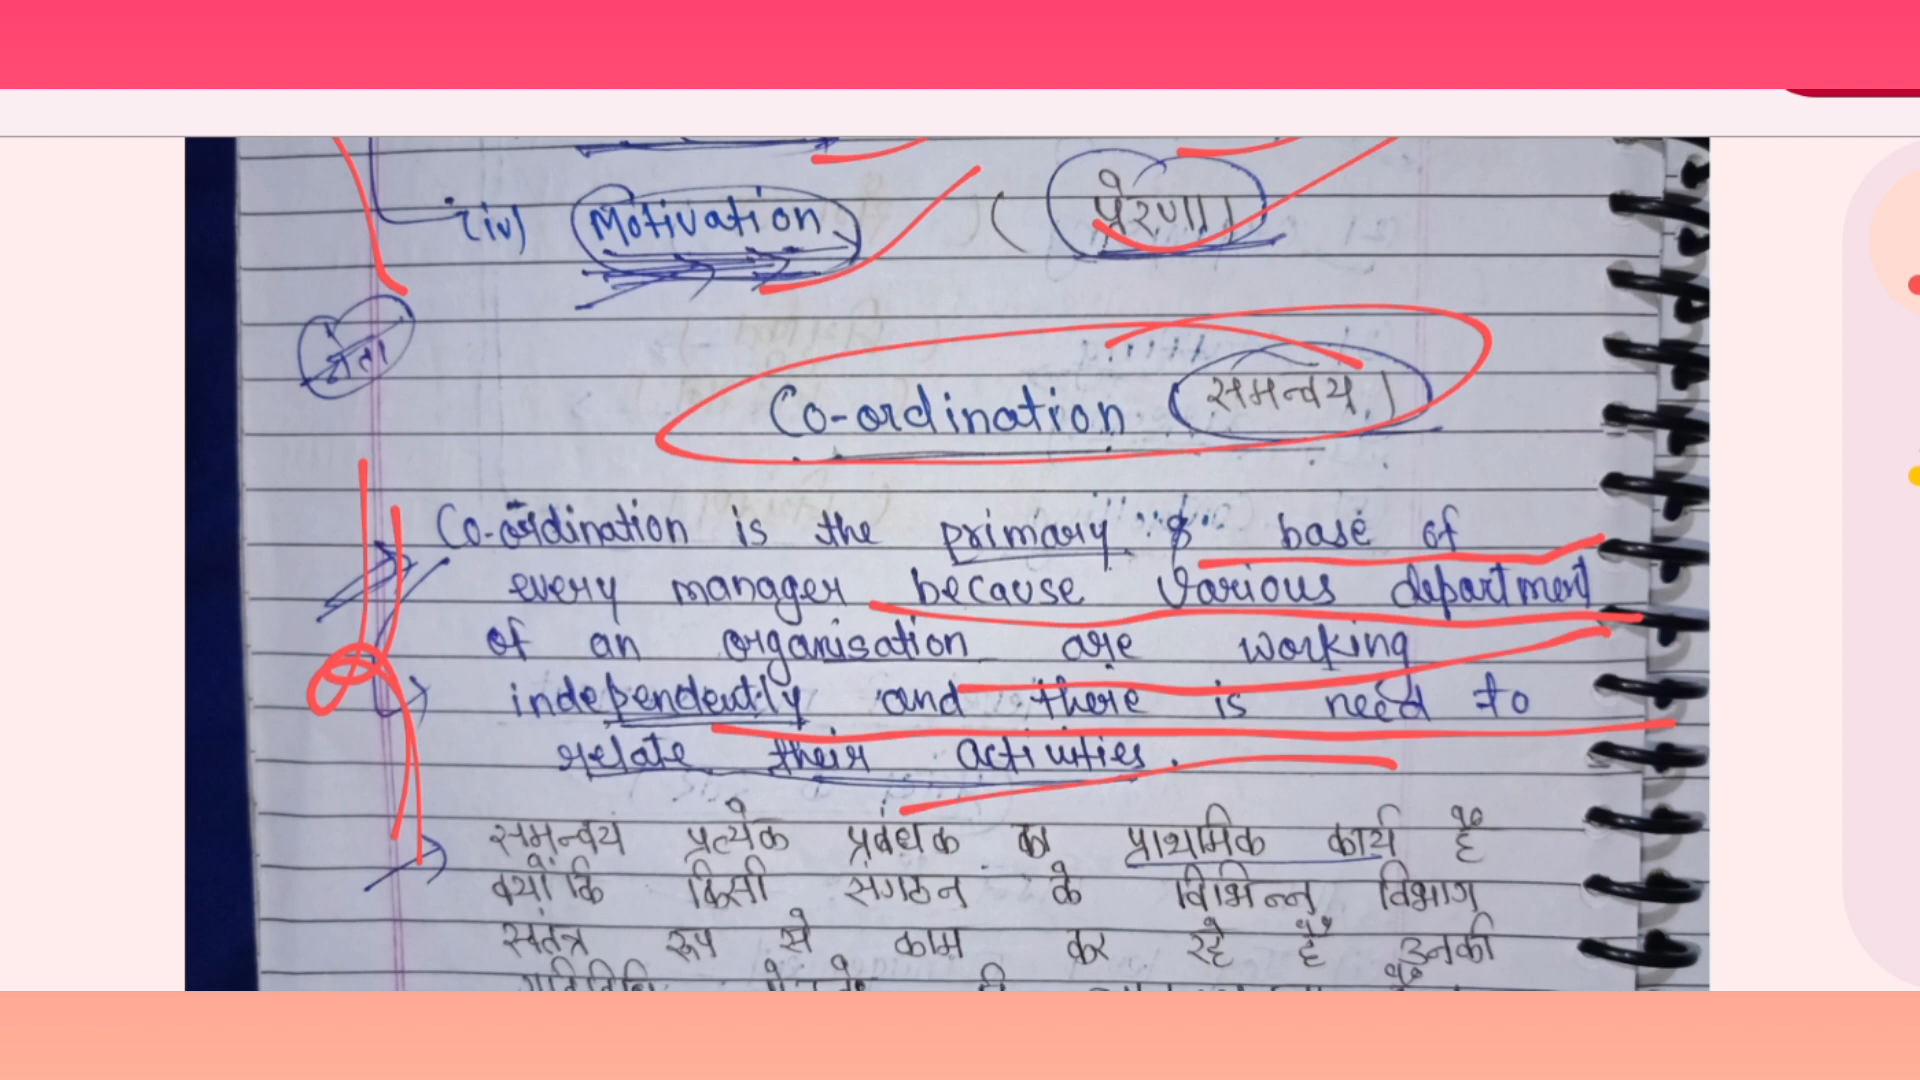 (iv) Motivation (प्रेरणा)
Co-ordination (समन्वय)
Co-ordination is the primary & base of
every manager because various department
of an organisation are working
independently and there is need to
relate their activities.
समन्वय प्रत्येक प्रबंधक का प्राथमिक कार्य है
क्योंकि किसी संगठन के विभिन्न विभाग
स्वतंत्र रूप से काम कर रहे हैं उनकी